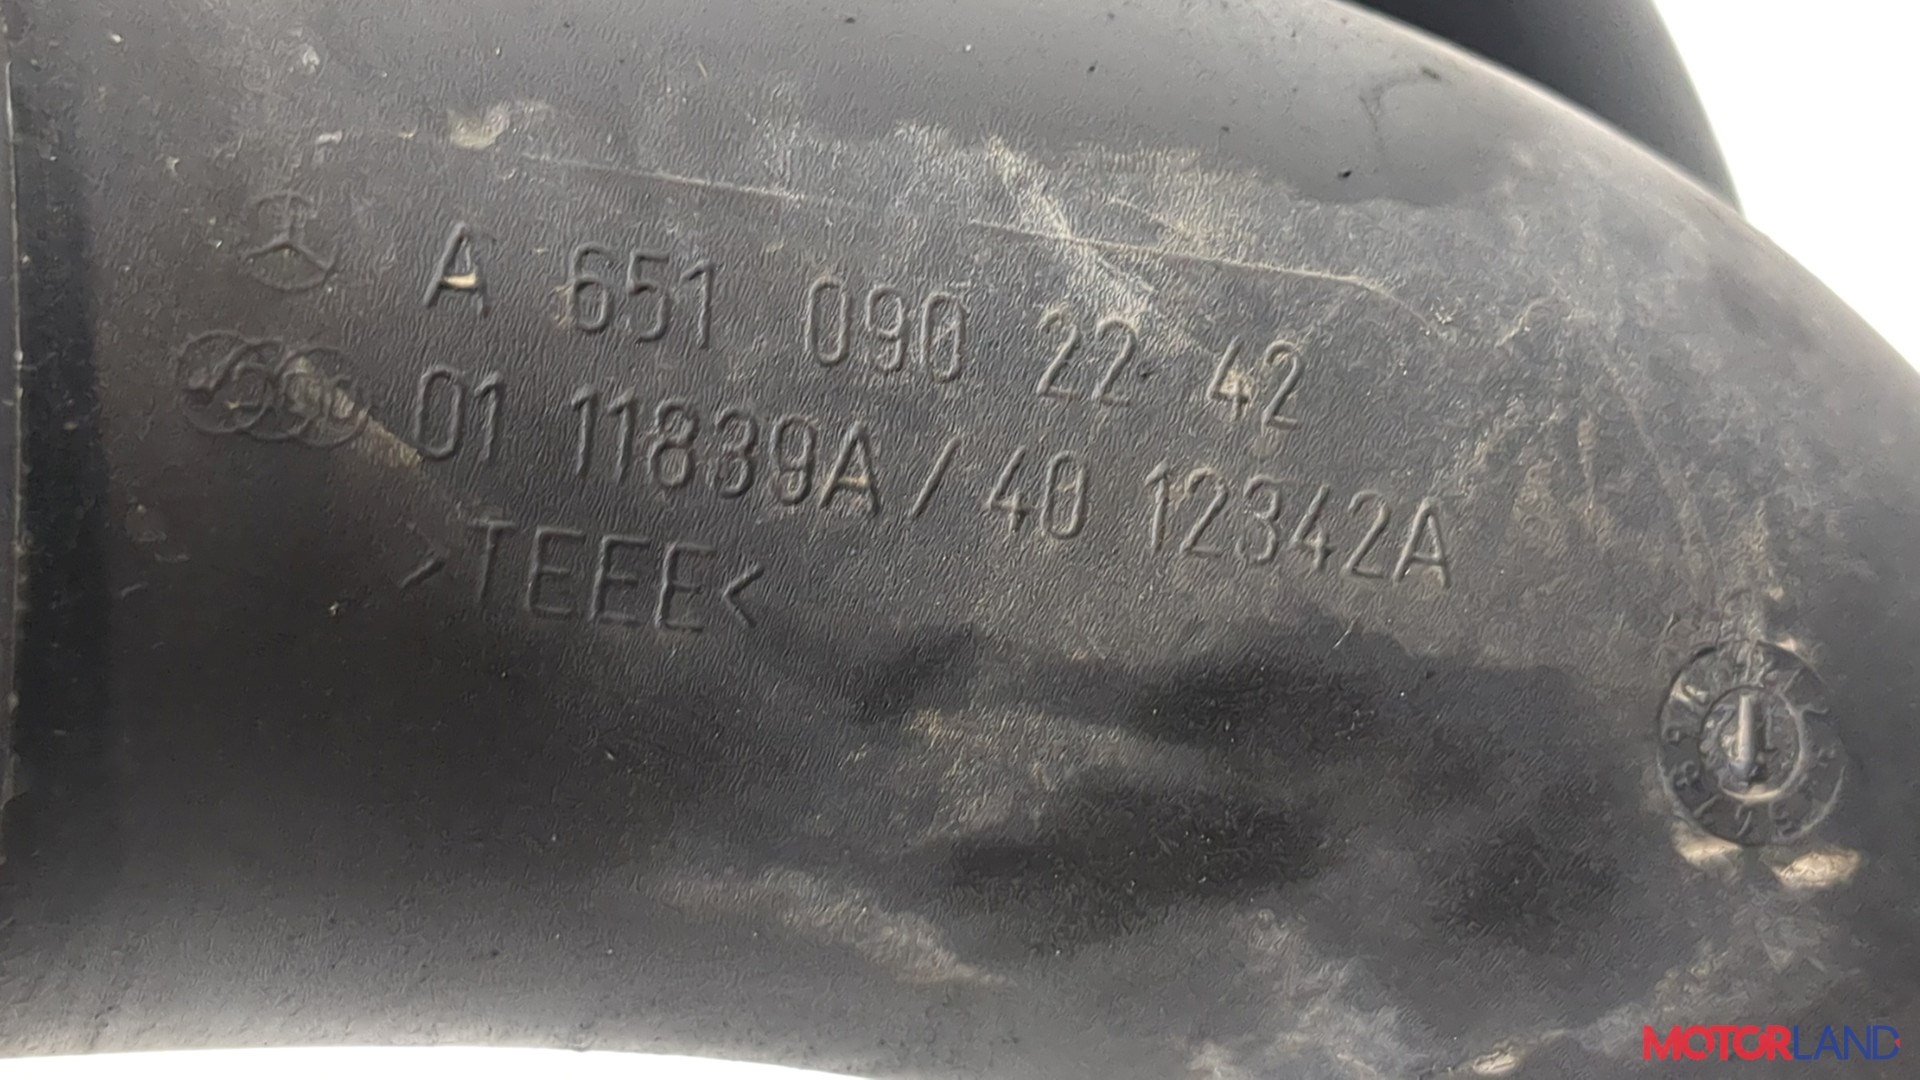 A 651 090 22 42
01 11839A / 40 12342A
>TEEE<
MOTORLAND